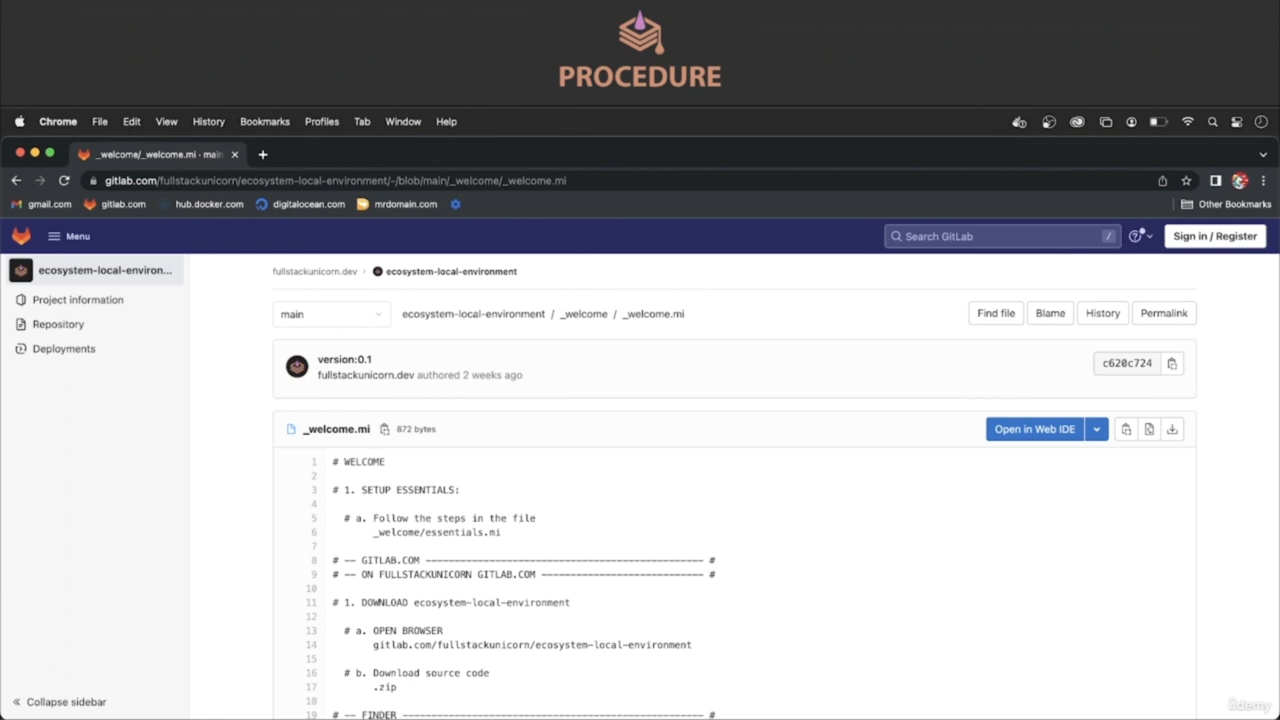 PROCEDURE
Chrome File Edit View History Bookmarks Profiles Tab Window Help
_welcome/_welcome.mi · main
gitlab.com/fullstackunicorn/ecosystem-local-environment/-/blob/main/_welcome/_welcome.mi
gmail.com gitlab.com hub.docker.com digitalocean.com mrdomain.com Other Bookmarks
Menu Search GitLab / Sign in / Register
ecosystem-local-environ...
Project information
Repository
Deployments
fullstackunicorn.dev › ecosystem-local-environment
main ecosystem-local-environment / _welcome / _welcome.mi Find file Blame History Permalink
version:0.1
fullstackunicorn.dev authored 2 weeks ago
c620c724
_welcome.mi 872 bytes Open in Web IDE
1 # WELCOME
2
3 # 1. SETUP ESSENTIALS:
4
5 # a. Follow the steps in the file
6 _welcome/essentials.mi
7
8 # -- GITLAB.COM ------------------------------------------- #
9 # -- ON FULLSTACKUNICORN GITLAB.COM ------------------------- #
10
11 # 1. DOWNLOAD ecosystem-local-environment
12
13 # a. OPEN BROWSER
14 gitlab.com/fullstackunicorn/ecosystem-local-environment
15
16 # b. Download source code
17 .zip
18
19 # -- FINDER ----------------------------------------------- #
« Collapse sidebar
ûdemy